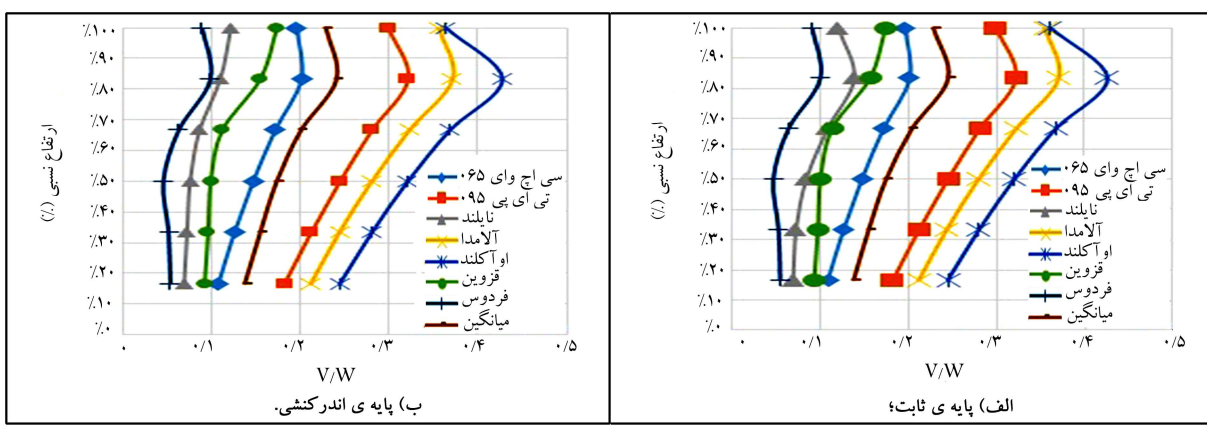 ارتفاع نسبی (٪)
٪۱۰۰
٪۹۰
٪۸۰
٪۷۰
٪۶۰
٪۵۰
٪۴۰
٪۳۰
٪۲۰
٪۱۰
٪۰
۰/۱
۰/۲
۰/۳
۰/۴
۰/۵
V/W
سی اچ وای ۰۶۵
تی ای پی ۰۹۵
نایلند
آلامدا
اوآکلند
قزوین
فردوس
میانگین
الف) پایه ی ثابت؛
ارتفاع نسبی (٪)
٪۱۰۰
٪۹۰
٪۸۰
٪۷۰
٪۶۰
٪۵۰
٪۴۰
٪۳۰
٪۲۰
٪۱۰
٪۰
۰
۰/۱
۰/۲
۰/۳
۰/۴
۰/۵
V/W
سی اچ وای ۰۶۵
تی ای پی ۰۹۵
نایلند
آلامدا
اوآکلند
قزوین
فردوس
میانگین
ب) پایه ی اندرکنشی.